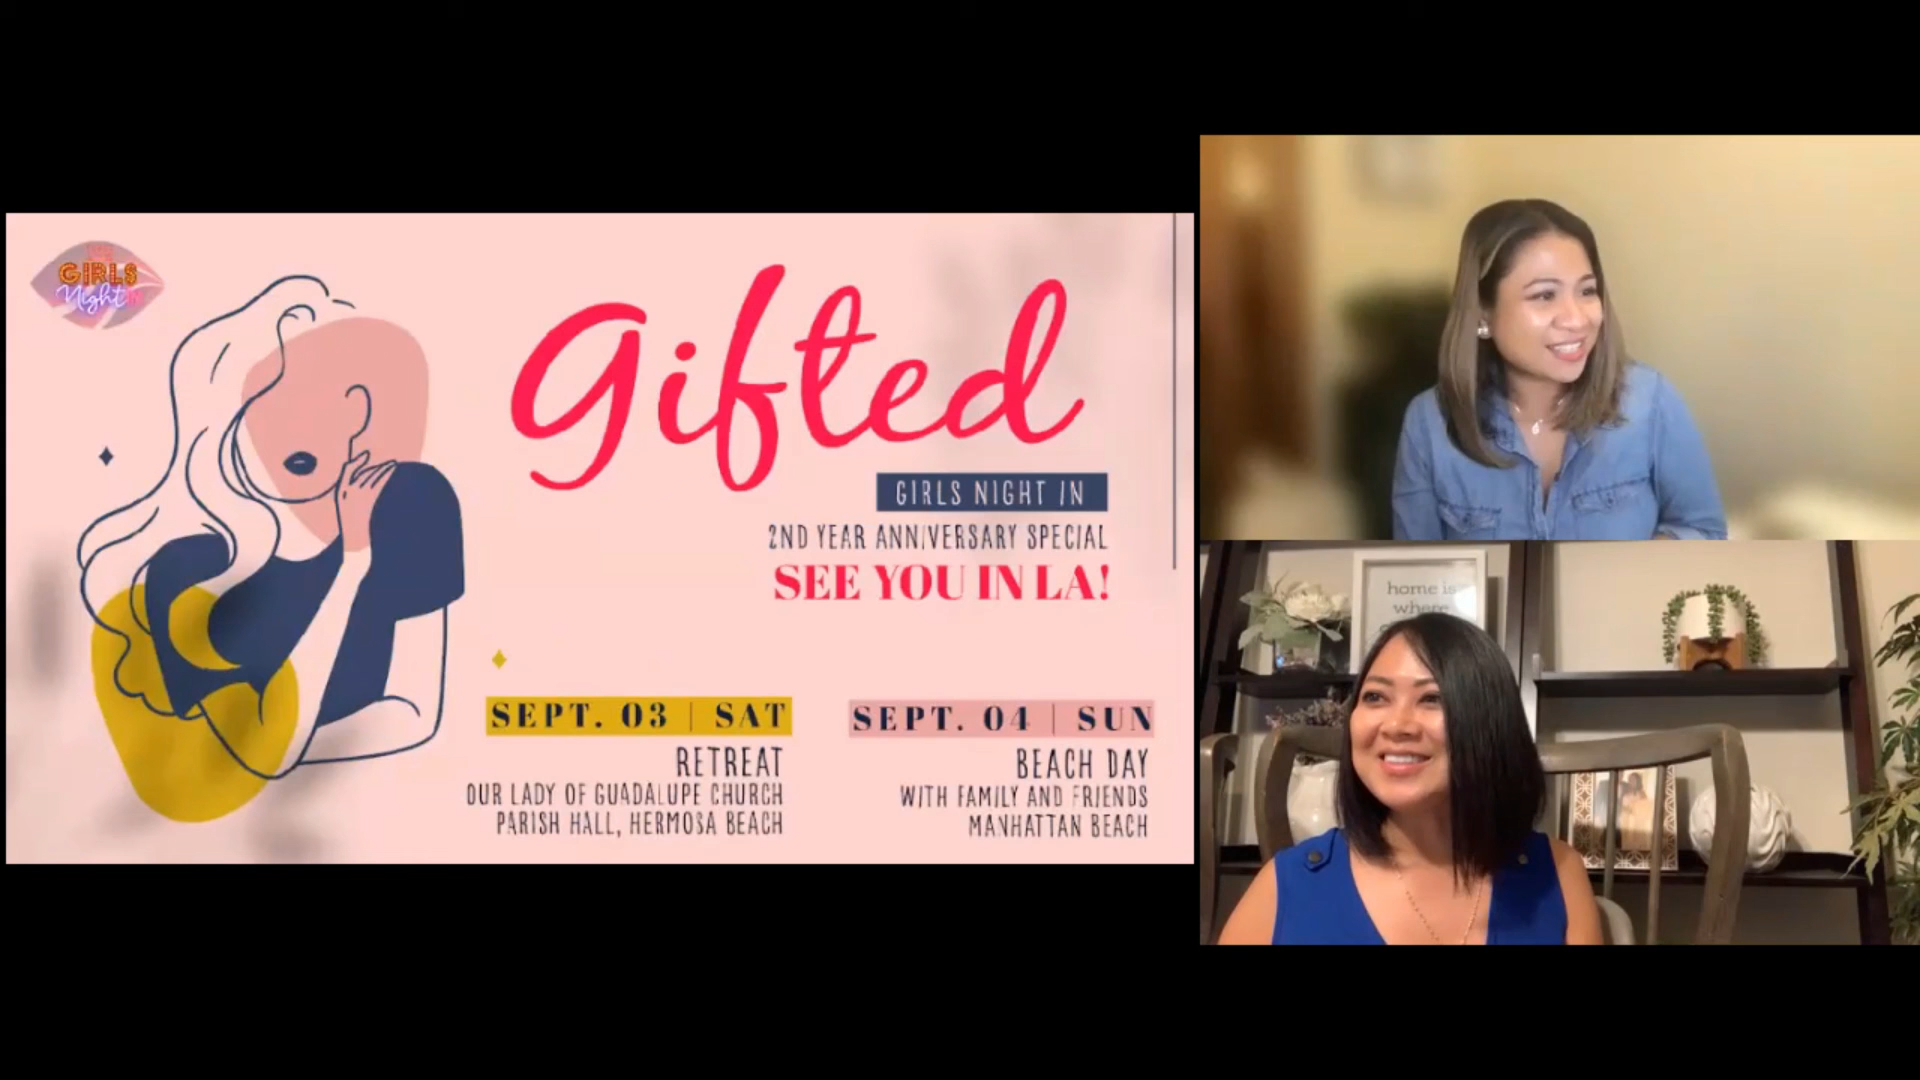 GIRLS
Night IN
Gifted
GIRLS NIGHT IN
2ND YEAR ANNIVERSARY SPECIAL
SEE YOU IN LA!
SEPT. 03 | SAT
RETREAT
OUR LADY OF GUADALUPE CHURCH
PARISH HALL, HERMOSA BEACH
SEPT. 04 | SUN
BEACH DAY
WITH FAMILY AND FRIENDS
MANHATTAN BEACH
home is
where